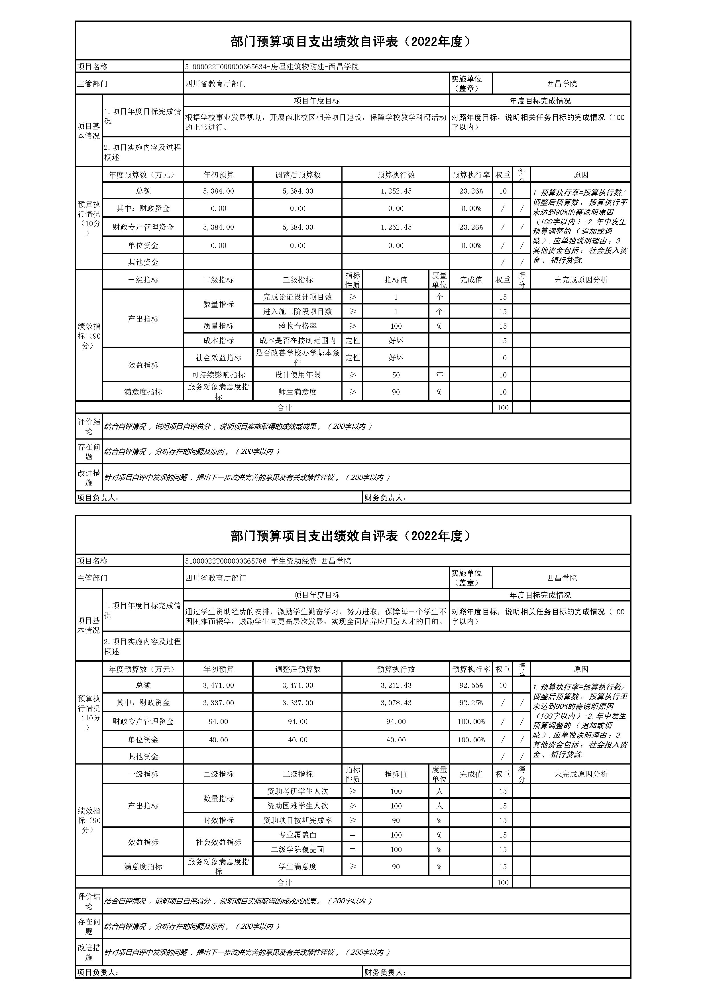 部门预算项目支出绩效自评表（2022年度）
项目名称 51000022T000000365634-房屋建筑物购建-西昌学院
主管部门 四川省教育厅部门 实施单位（盖章） 西昌学院
项目基本情况
1.项目年度目标完成情况
项目年度目标 年度目标完成情况
根据学校事业发展规划，开展南北校区相关项目建设，保障学校教学科研活动
的正常进行。
对照年度目标，说明相关任务目标的完成情况（100
字以内）
2.项目实施内容及过程
概述
预算执行情况（10分）
年度预算数（万元） 年初预算 调整后预算数 预算执行数 预算执行率 权重 得分 原因
总额 5,384.00 5,384.00 1,252.45 23.26% 10
其中：财政资金 0.00 0.00 0.00 0.00% / /
财政专户管理资金 5,384.00 5,384.00 1,252.45 23.26% / /
单位资金 0.00 0.00 0.00 0.00% / /
其他资金 / /
1.预算执行率=预算执行数/
调整后预算数，预算执行率
未达到90%的需说明原因
（100字以内）;2.年中发生
预算调整的（追加或调
减）,应单独说明理由；3.
其他资金包括：社会投入资
金、银行贷款.
绩效指标（90分）
一级指标 二级指标 三级指标 指标性质 指标值 度量单位 完成值 权重 得分 未完成原因分析
产出指标 数量指标 完成论证设计项目数 ≥ 1 个 15
进入施工阶段项目数 ≥ 1 个 15
质量指标 验收合格率 ≥ 100 % 15
成本指标 成本是否在控制范围内 定性 好坏 15
效益指标 社会效益指标 是否改善学校办学基本条件 定性 好坏 10
可持续影响指标 设计使用年限 ≥ 50 年 10
满意度指标 服务对象满意度指标 师生满意度 ≥ 90 % 10
合计 100
评价结论 结合自评情况，说明项目自评总分，说明项目实施取得的成效或成果。（200字以内）
存在问题 结合自评情况，分析存在的问题及原因。（200字以内）
改进措施 针对项目自评中发现的问题，提出下一步改进完善的意见及有关政策性建议。（200字以内）
项目负责人： 财务负责人：
部门预算项目支出绩效自评表（2022年度）
项目名称 51000022T000000365786-学生资助经费-西昌学院
主管部门 四川省教育厅部门 实施单位（盖章） 西昌学院
项目基本情况
1.项目年度目标完成情况
项目年度目标 年度目标完成情况
通过学生资助经费的安排，激励学生勤奋学习，努力进取，保障每一个学生不
因困难而辍学，鼓励学生向更高层次发展，实现全面培养应用型人才的目的。
对照年度目标，说明相关任务目标的完成情况（100
字以内）
2.项目实施内容及过程
概述
预算执行情况（10分）
年度预算数（万元） 年初预算 调整后预算数 预算执行数 预算执行率 权重 得分 原因
总额 3,471.00 3,471.00 3,212.43 92.55% 10
其中：财政资金 3,337.00 3,337.00 3,078.43 92.25% / /
财政专户管理资金 94.00 94.00 94.00 100.00% / /
单位资金 40.00 40.00 40.00 100.00% / /
其他资金 / /
1.预算执行率=预算执行数/
调整后预算数，预算执行率
未达到90%的需说明原因
（100字以内）;2.年中发生
预算调整的（追加或调
减）,应单独说明理由；3.
其他资金包括：社会投入资
金、银行贷款.
绩效指标（90分）
一级指标 二级指标 三级指标 指标性质 指标值 度量单位 完成值 权重 得分 未完成原因分析
产出指标 数量指标 资助考研学生人次 ≥ 100 人 15
资助困难学生人次 ≥ 100 人 15
时效指标 资助项目按期完成率 ≥ 90 % 15
效益指标 社会效益指标 专业覆盖面 ＝ 100 % 15
二级学院覆盖面 ＝ 100 % 15
满意度指标 服务对象满意度指标 学生满意度 ≥ 90 % 15
合计 100
评价结论 结合自评情况，说明项目自评总分，说明项目实施取得的成效或成果。（200字以内）
存在问题 结合自评情况，分析存在的问题及原因。（200字以内）
改进措施 针对项目自评中发现的问题，提出下一步改进完善的意见及有关政策性建议。（200字以内）
项目负责人： 财务负责人：